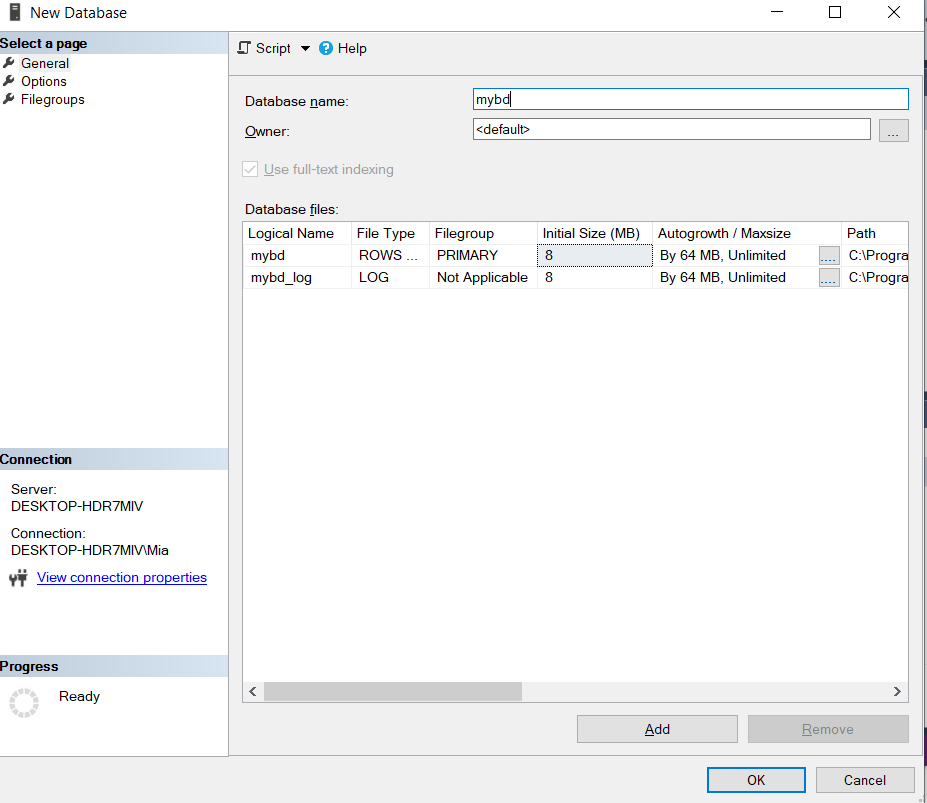 New Database
Select a page
General
Options
Filegroups
Script Help
Database name: mybd
Owner: <default> ...
Use full-text indexing
Database files:
Logical Name File Type Filegroup Initial Size (MB) Autogrowth / Maxsize Path
mybd ROWS ... PRIMARY 8 By 64 MB, Unlimited .... C:\Progra
mybd_log LOG Not Applicable 8 By 64 MB, Unlimited .... C:\Progra
Connection
Server:
DESKTOP-HDR7MIV
Connection:
DESKTOP-HDR7MIV\Mia
View connection properties
Progress
Ready
Add Remove
OK Cancel